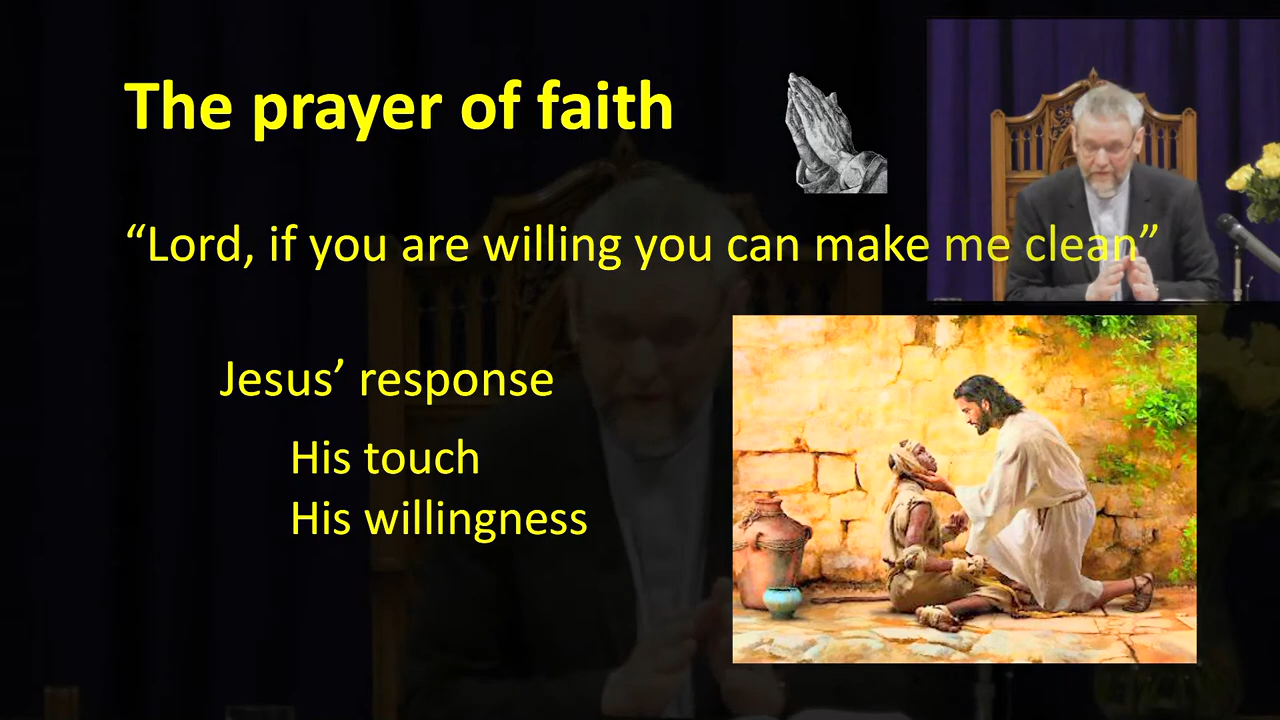 The prayer of faith
“Lord, if you are willing you can make me clean”
Jesus’ response
His touch
His willingness